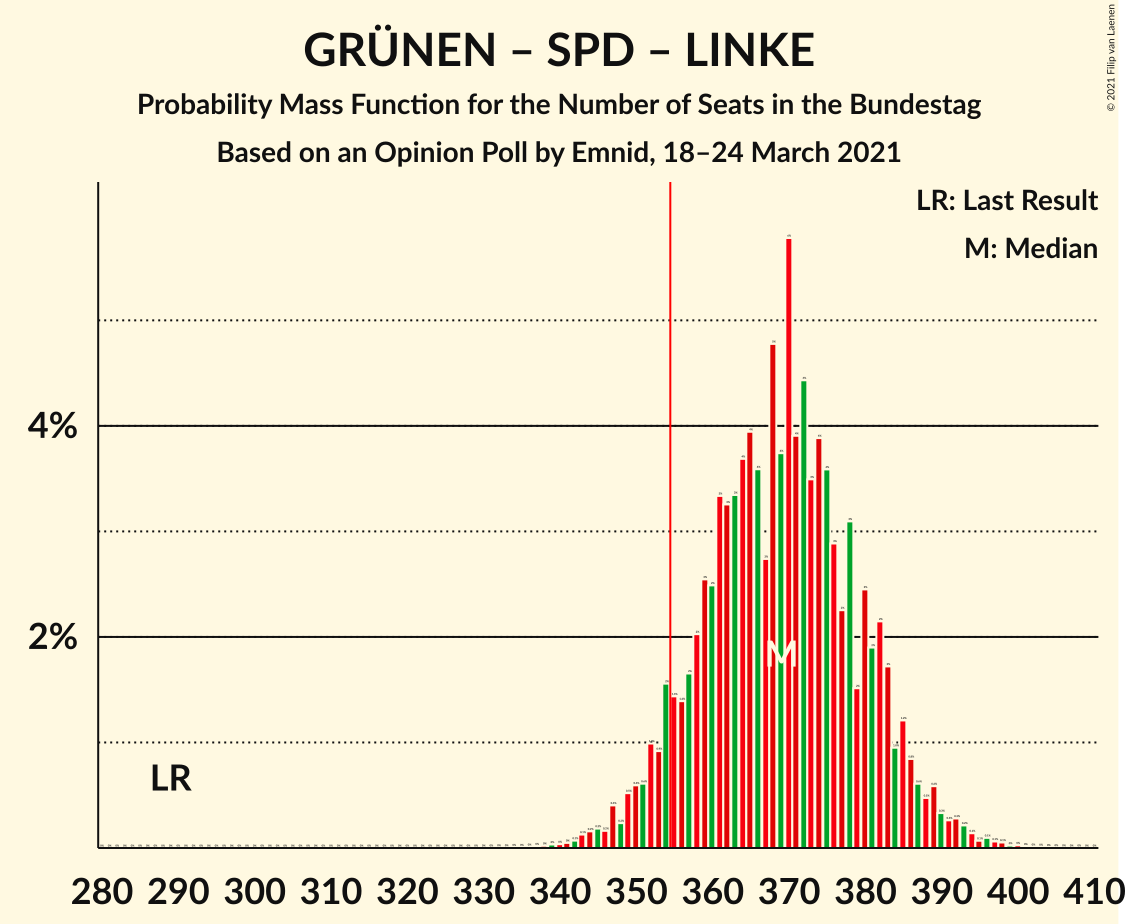 GRÜNEN – SPD – LINKE
Probability Mass Function for the Number of Seats in the Bundestag
Based on an Opinion Poll by Emnid, 18–24 March 2021
© 2021 Filip van Laenen
LR: Last Result
M: Median
4%
2%
M
LR
280 290 300 310 320 330 340 350 360 370 380 390 400 410